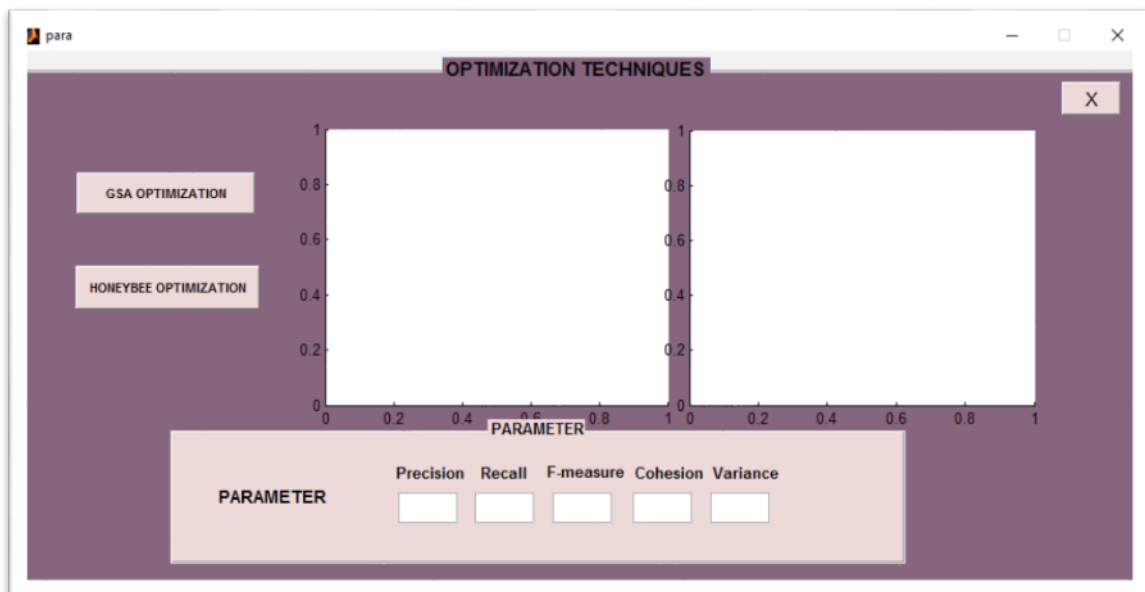 para
OPTIMIZATION TECHNIQUES
X
GSA OPTIMIZATION
HONEYBEE OPTIMIZATION
1
0.8
0.6
0.4
0.2
0
0 0.2 0.4 0.6 0.8 1
1
0.8
0.6
0.4
0.2
0
0 0.2 0.4 0.6 0.8 1
PARAMETER
Precision Recall F-measure Cohesion Variance
PARAMETER